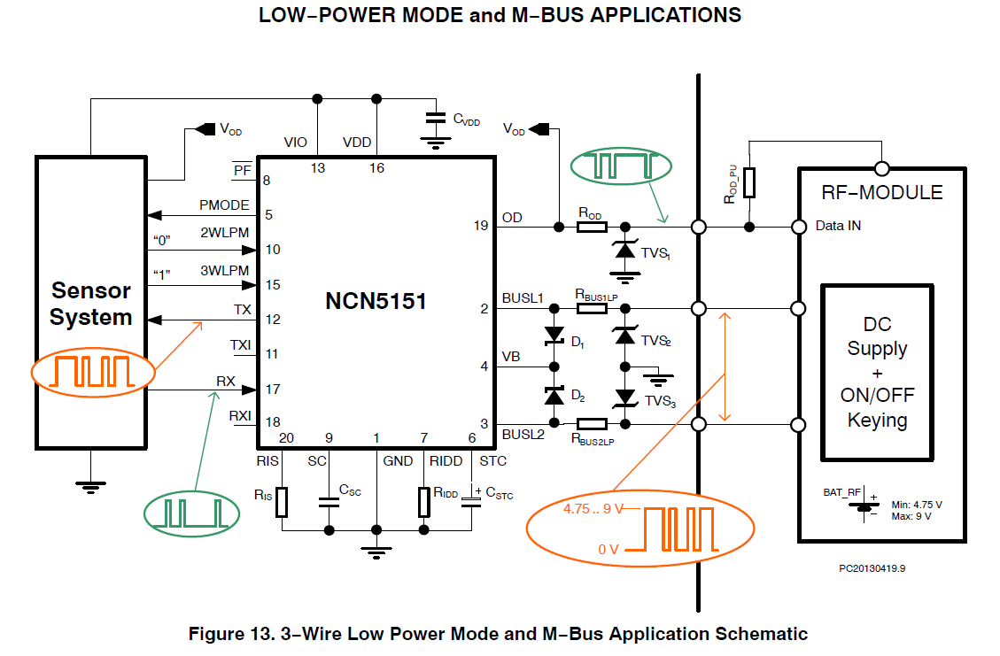 LOW−POWER MODE and M−BUS APPLICATIONS
CVDD
VOD
VOD
VIO
VDD
PF
13
16
8
ROD_PU
RF−MODULE
PMODE
5
19
OD
ROD
Data IN
"0"
2WLPM
10
TVS1
"1"
3WLPM
15
Sensor
System
NCN5151
2
BUSL1
RBUS1LP
TX
12
D1
TVS2
DC
Supply
+
ON/OFF
Keying
TXI
11
4
VB
RX
17
D2
TVS3
RXI
18
3
BUSL2
RBUS2LP
20
9
1
7
6
RIS
SC
GND
RIDD
STC
RIS
CSC
RIDD
+
CSTC
4.75 .. 9 V
0 V
BAT_RF
+
−
Min: 4.75 V
Max: 9 V
PC20130419.9
Figure 13. 3−Wire Low Power Mode and M−Bus Application Schematic